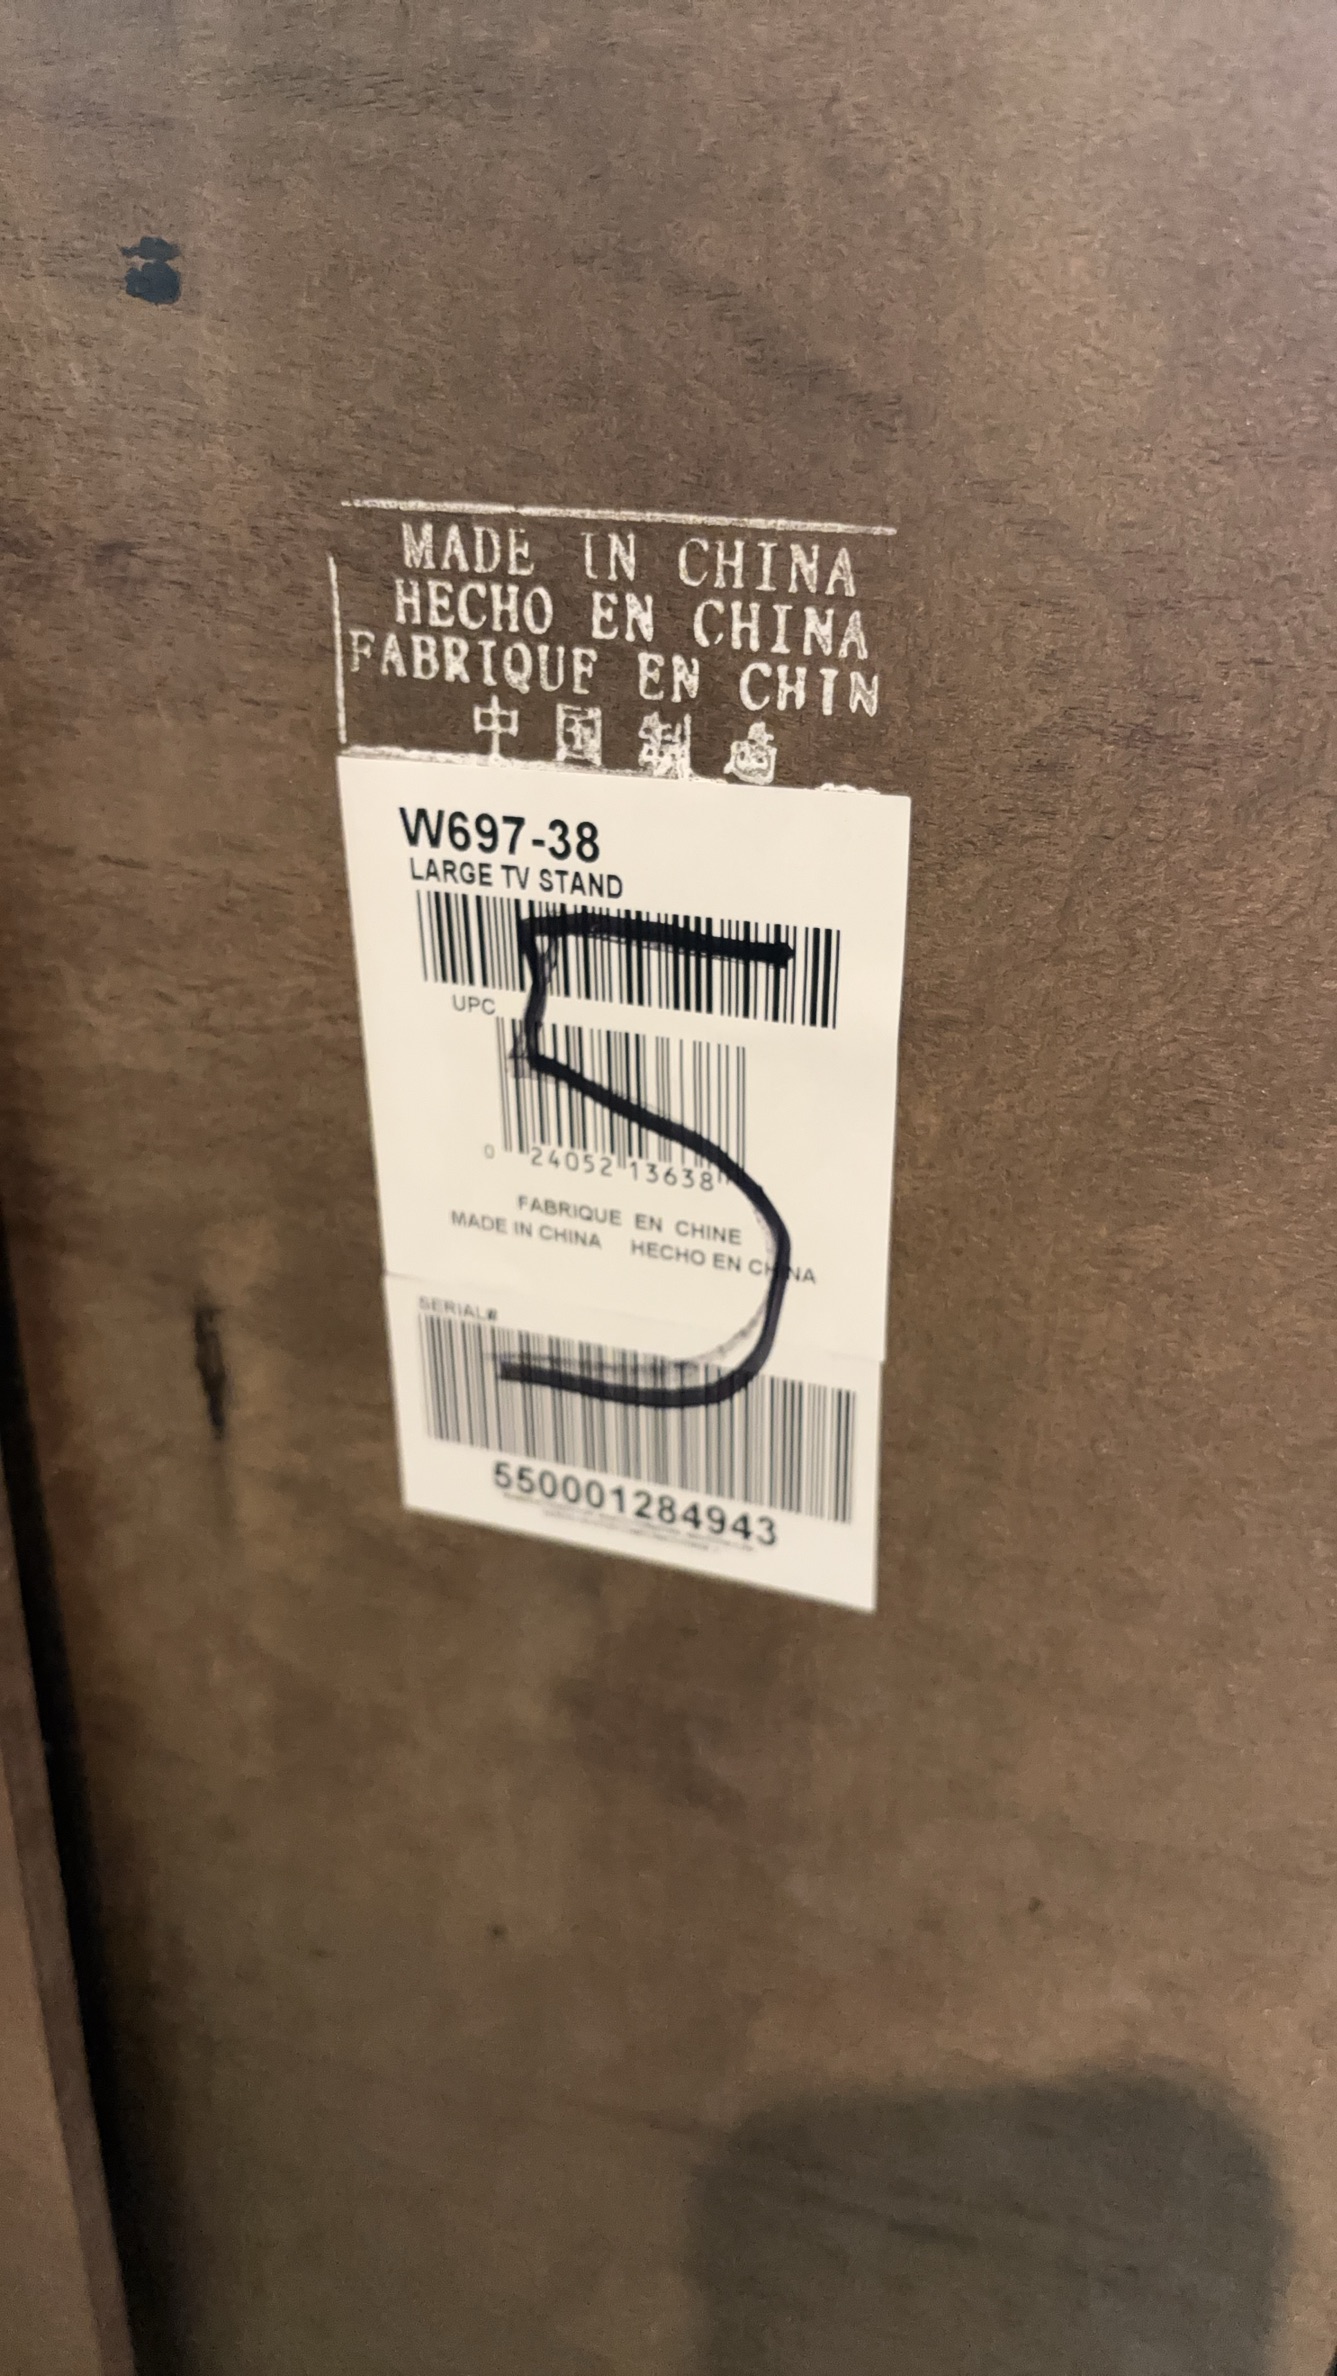 MADE IN CHINA
HECHO EN CHINA
FABRIQUE EN CHIN
中国制造
W697-38
LARGE TV STAND
UPC
0 24052 13638
5
FABRIQUE EN CHINE
MADE IN CHINA HECHO EN CHINA
SERIAL#
550001284943